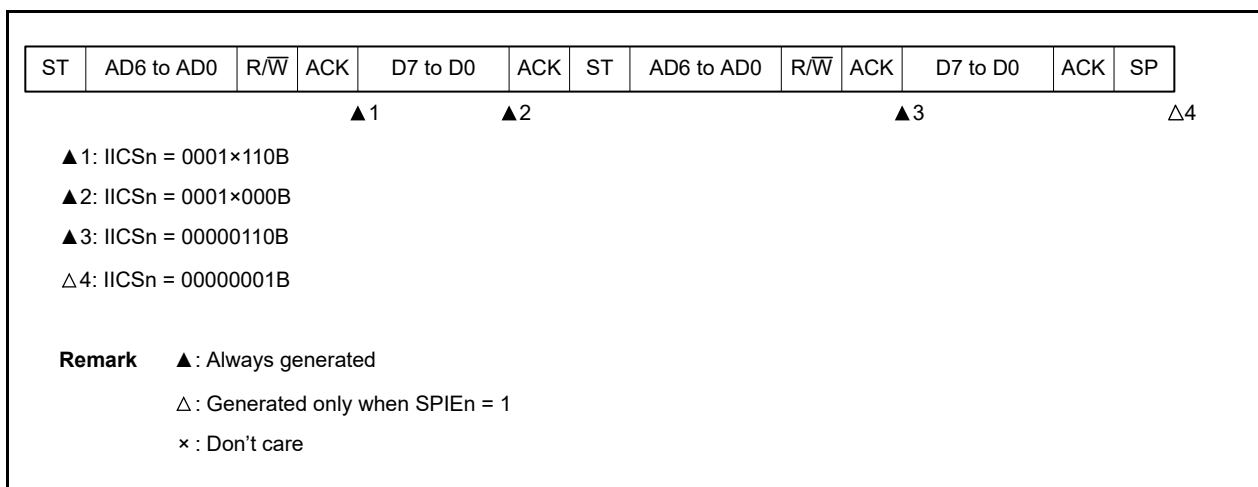 ST AD6 to AD0 R/W̅ ACK D7 to D0 ACK ST AD6 to AD0 R/W̅ ACK D7 to D0 ACK SP
▲1 ▲2 ▲3 △4
▲1: IICSn = 0001×110B
▲2: IICSn = 0001×000B
▲3: IICSn = 00000110B
△4: IICSn = 00000001B
Remark ▲: Always generated
△: Generated only when SPIEn = 1
×: Don't care